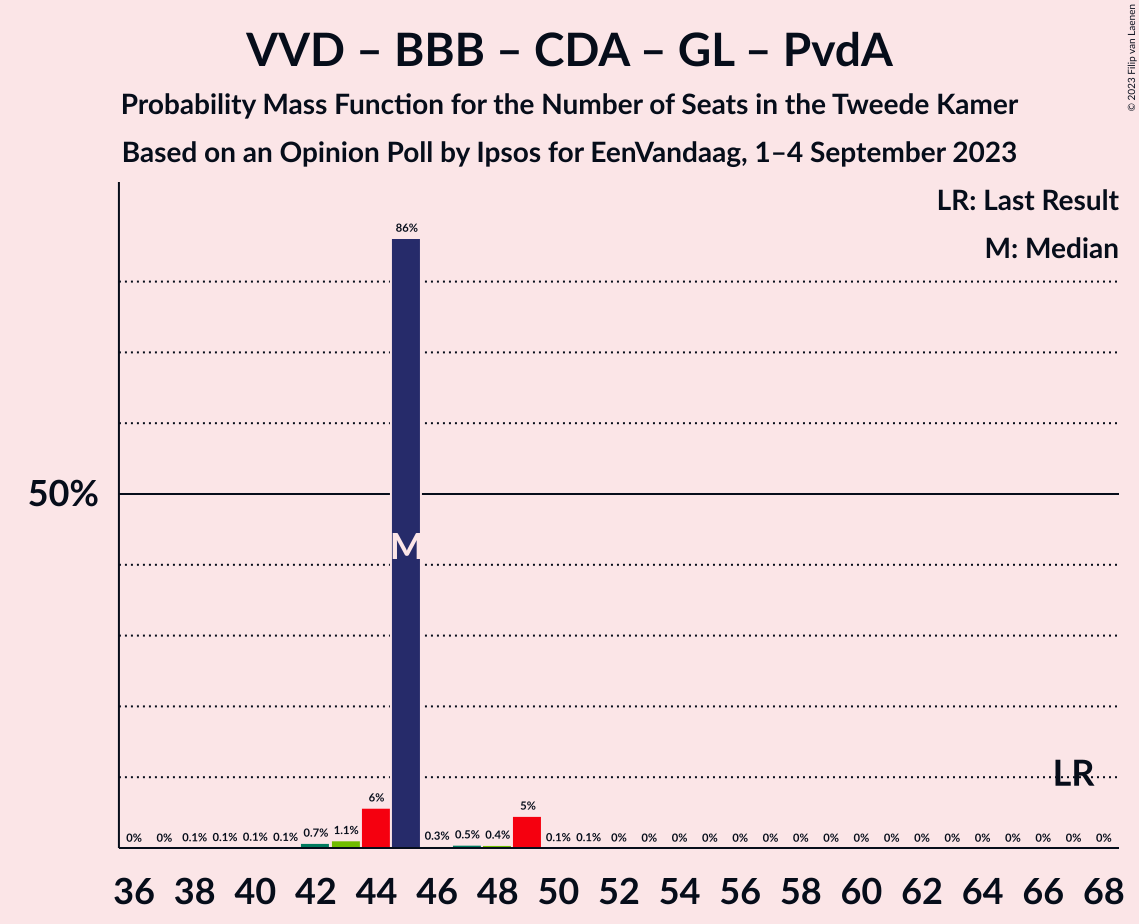 VVD – BBB – CDA – GL – PvdA
Probability Mass Function for the Number of Seats in the Tweede Kamer
Based on an Opinion Poll by Ipsos for EenVandaag, 1–4 September 2023
© 2023 Filip van Laenen
LR: Last Result
M: Median
50%
86%
M
LR
0% 0% 0.1% 0.1% 0.1% 0.1% 0.7% 1.1% 6% 0.3% 0.5% 0.4% 5% 0.1% 0.1% 0% 0% 0% 0% 0% 0% 0% 0% 0% 0% 0% 0% 0% 0% 0% 0% 0%
36 38 40 42 44 46 48 50 52 54 56 58 60 62 64 66 68